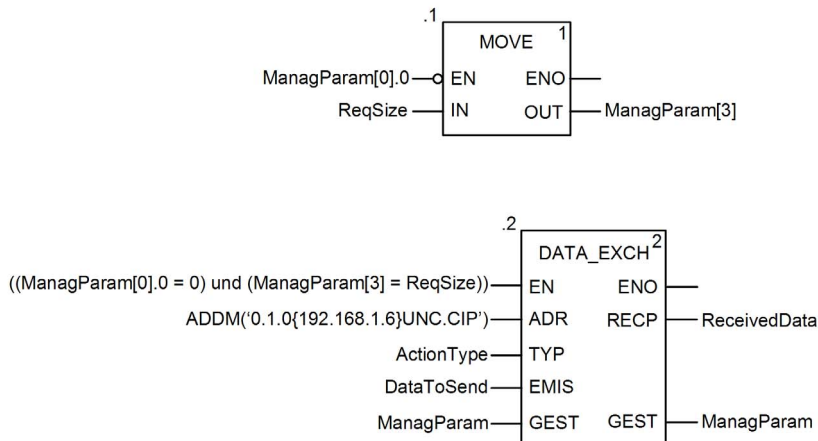 .1
MOVE 1
ManagParam[0].0 EN ENO
ReqSize IN OUT ManagParam[3]
.2
DATA_EXCH 2
((ManagParam[0].0 = 0) und (ManagParam[3] = ReqSize)) EN ENO
ADDM(‘0.1.0{192.168.1.6}UNC.CIP’) ADR RECP ReceivedData
ActionType TYP
DataToSend EMIS
ManagParam GEST GEST ManagParam